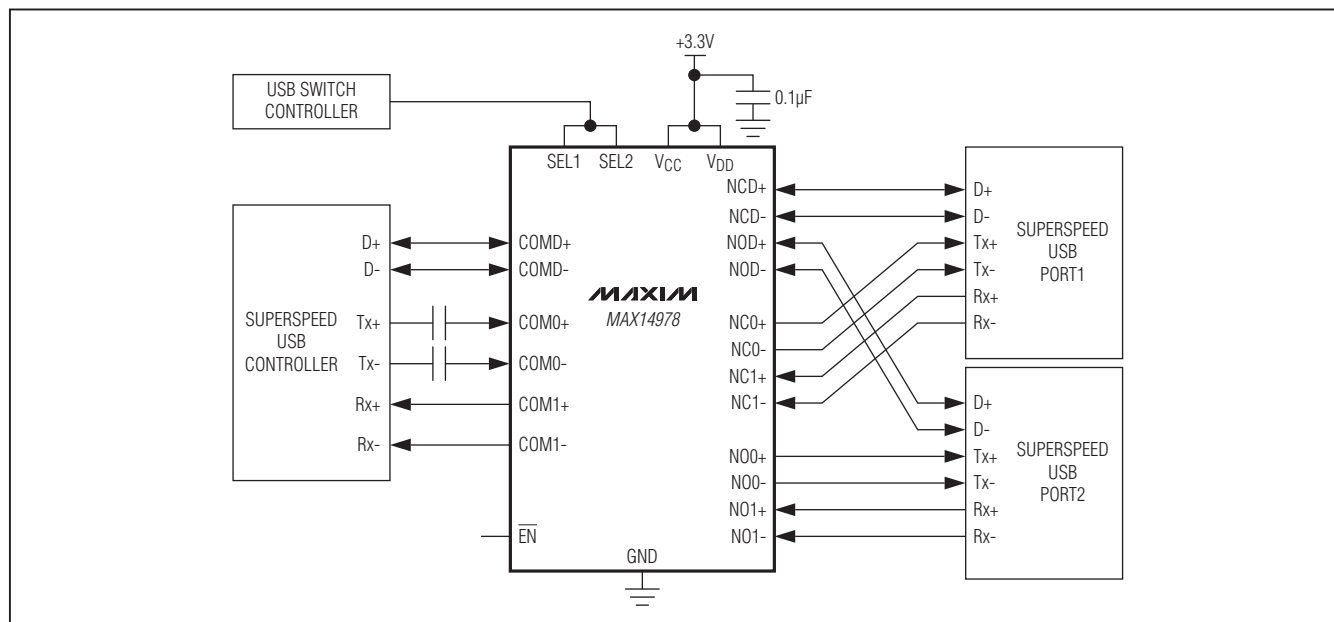 +3.3V
USB SWITCH
CONTROLLER
0.1µF
SEL1 SEL2 VCC VDD
SUPERSPEED
USB
CONTROLLER
D+
D-
Tx+
Tx-
Rx+
Rx-
COMD+
COMD-
COM0+
COM0-
COM1+
COM1-
EN
MAXIM
MAX14978
GND
NCD+
NCD-
NOD+
NOD-
NC0+
NC0-
NC1+
NC1-
NO0+
NO0-
NO1+
NO1-
D+
D-
Tx+
Tx-
Rx+
Rx-
SUPERSPEED
USB
PORT1
D+
D-
Tx+
Tx-
Rx+
Rx-
SUPERSPEED
USB
PORT2